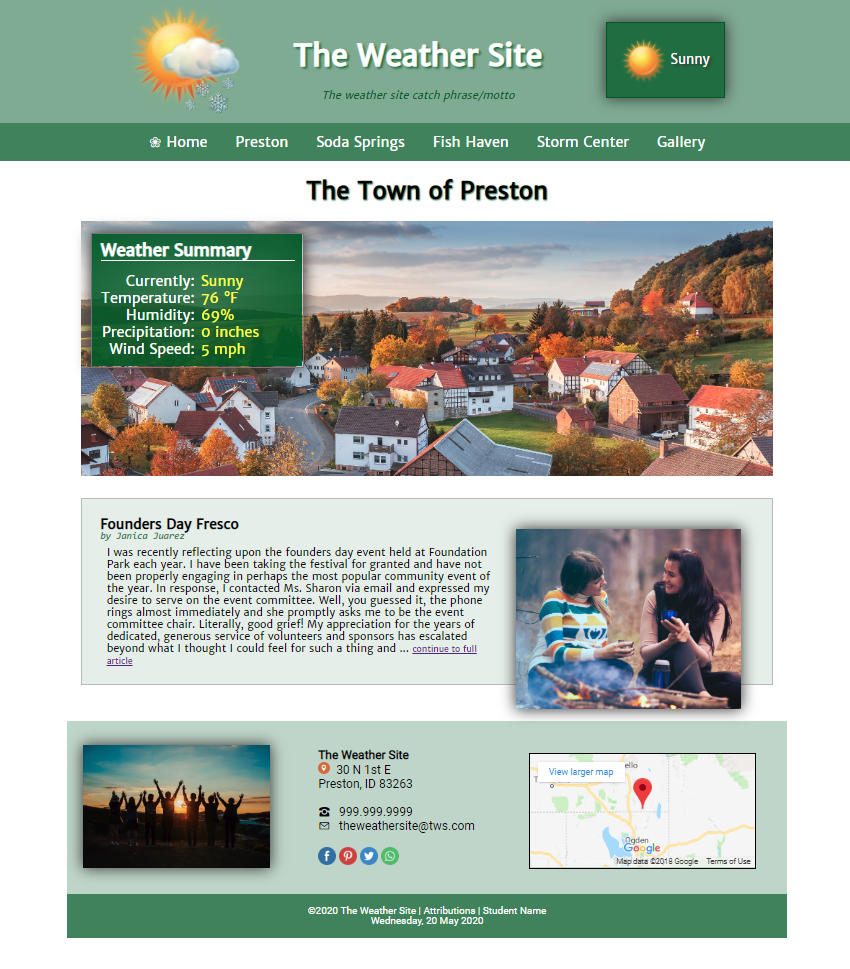 The Weather Site
The weather site catch phrase/motto
Sunny
❀ Home Preston Soda Springs Fish Haven Storm Center Gallery
The Town of Preston
Weather Summary
Currently: Sunny
Temperature: 76 °F
Humidity: 69%
Precipitation: 0 inches
Wind Speed: 5 mph
Founders Day Fresco
by Janica Juarez
I was recently reflecting upon the founders day event held at Foundation
Park each year. I have been taking the festival for granted and have not
been properly engaging in perhaps the most popular community event of
the year. In response, I contacted Ms. Sharon via email and expressed my
desire to serve on the event committee. Well, you guessed it, the phone
rings almost immediately and she promptly asks me to be the event
committee chair. Literally, good grief! My appreciation for the years of
dedicated, generous service of volunteers and sponsors has escalated
beyond what I thought I could feel for such a thing and ... continue to full
article
The Weather Site
30 N 1st E
Preston, ID 83263
999.999.9999
theweathersite@tws.com
View larger map
ello
T
Ogden
Google
Map data ©2018 Google Terms of Use
©2020 The Weather Site | Attributions | Student Name
Wednesday, 20 May 2020